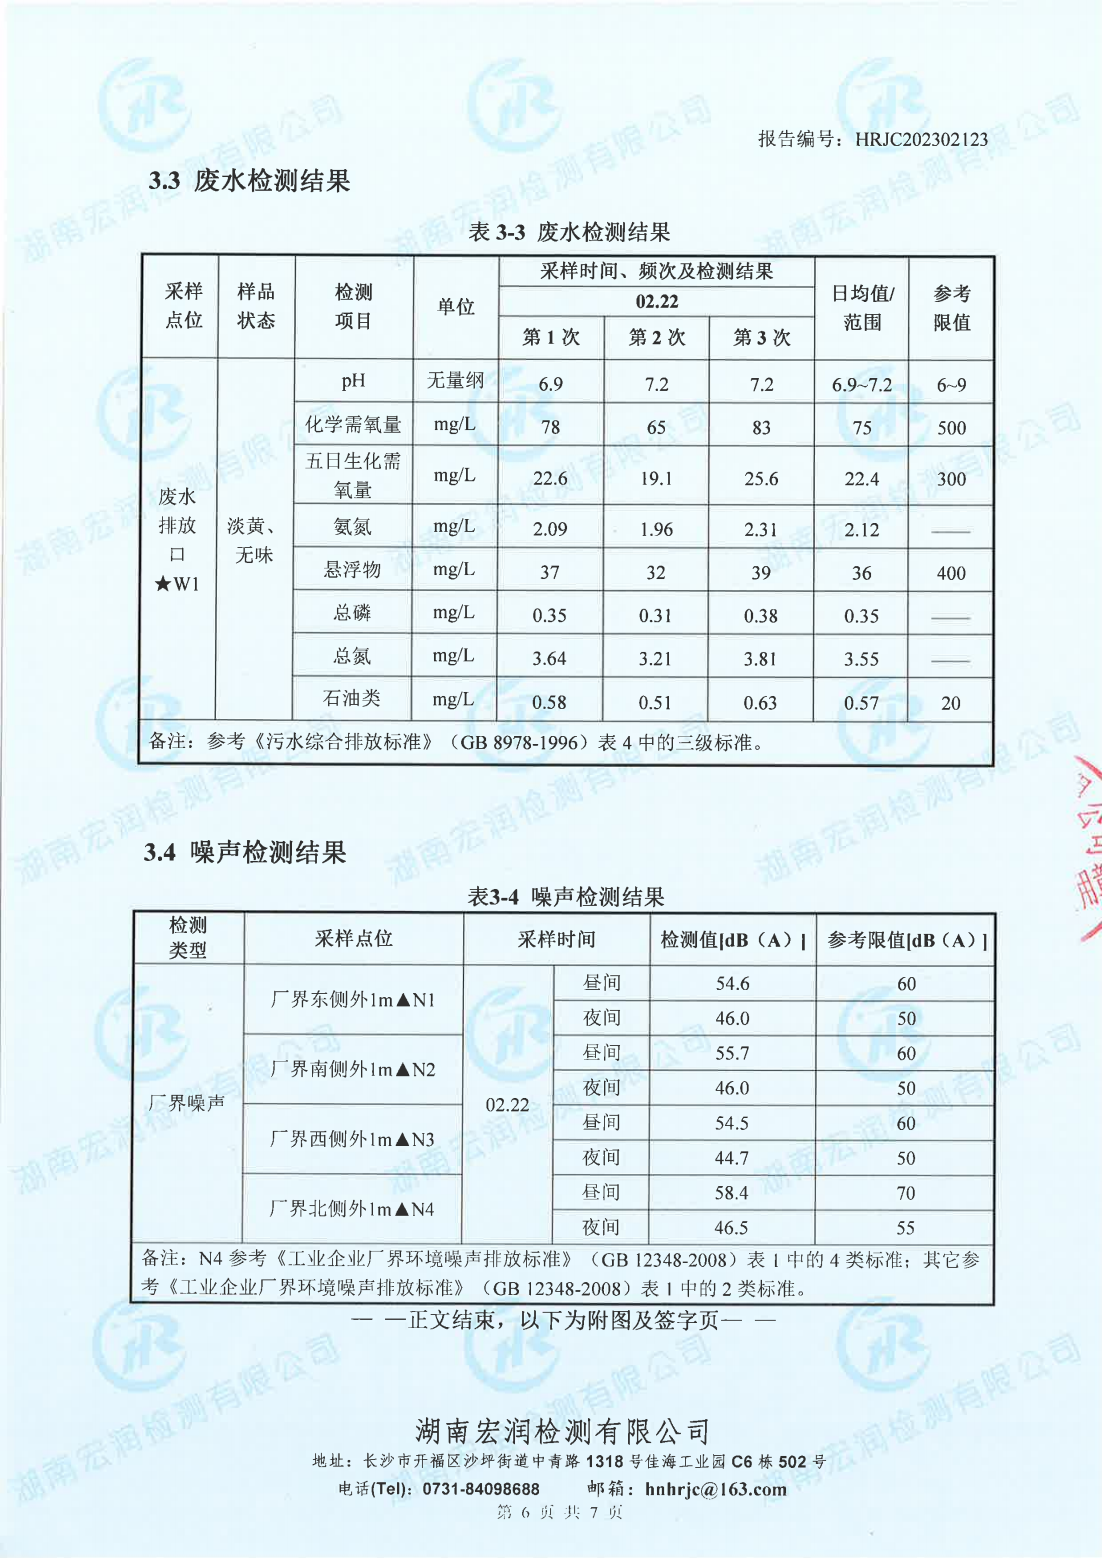 报告编号：HRJC202302123
3.3 废水检测结果
表 3-3 废水检测结果
采样点位 样品状态 检测项目 单位 采样时间、频次及检测结果 日均值/范围 参考限值
02.22
第 1 次 第 2 次 第 3 次
废水排放口★W1 淡黄、无味 pH 无量纲 6.9 7.2 7.2 6.9~7.2 6~9
化学需氧量 mg/L 78 65 83 75 500
五日生化需氧量 mg/L 22.6 19.1 25.6 22.4 300
氨氮 mg/L 2.09 1.96 2.31 2.12 ——
悬浮物 mg/L 37 32 39 36 400
总磷 mg/L 0.35 0.31 0.38 0.35 ——
总氮 mg/L 3.64 3.21 3.81 3.55 ——
石油类 mg/L 0.58 0.51 0.63 0.57 20
备注：参考《污水综合排放标准》（GB 8978-1996）表 4 中的三级标准。
3.4 噪声检测结果
表3-4 噪声检测结果
检测类型 采样点位 采样时间 检测值[dB（A）] 参考限值[dB（A）]
厂界噪声 厂界东侧外1m▲N1 02.22 昼间 54.6 60
夜间 46.0 50
厂界南侧外1m▲N2 昼间 55.7 60
夜间 46.0 50
厂界西侧外1m▲N3 昼间 54.5 60
夜间 44.7 50
厂界北侧外1m▲N4 昼间 58.4 70
夜间 46.5 55
备注：N4 参考《工业企业厂界环境噪声排放标准》（GB 12348-2008）表 1 中的 4 类标准；其它参
考《工业企业厂界环境噪声排放标准》（GB 12348-2008）表 1 中的 2 类标准。
— —正文结束，以下为附图及签字页— —
湖南宏润检测有限公司
地址：长沙市开福区沙坪街道中青路 1318 号佳海工业园 C6 栋 502 号
电话(Tel)：0731-84098688 邮箱：hnhrjc@163.com
第 6 页 共 7 页